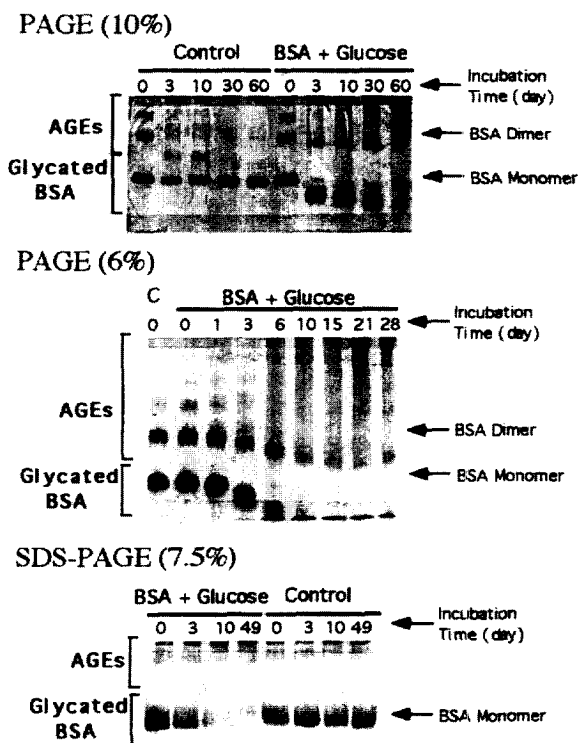 PAGE (10%)
Control BSA + Glucose
0 3 10 30 60 0 3 10 30 60 Incubation
Time (day)
AGEs
BSA Dimer
Glycated
BSA
BSA Monomer
PAGE (6%)
C BSA + Glucose
0 0 1 3 6 10 15 21 28 Incubation
Time (day)
AGEs
BSA Dimer
Glycated
BSA
BSA Monomer
SDS-PAGE (7.5%)
BSA + Glucose Control
0 3 10 49 0 3 10 49 Incubation
Time (day)
AGEs
Glycated
BSA
BSA Monomer